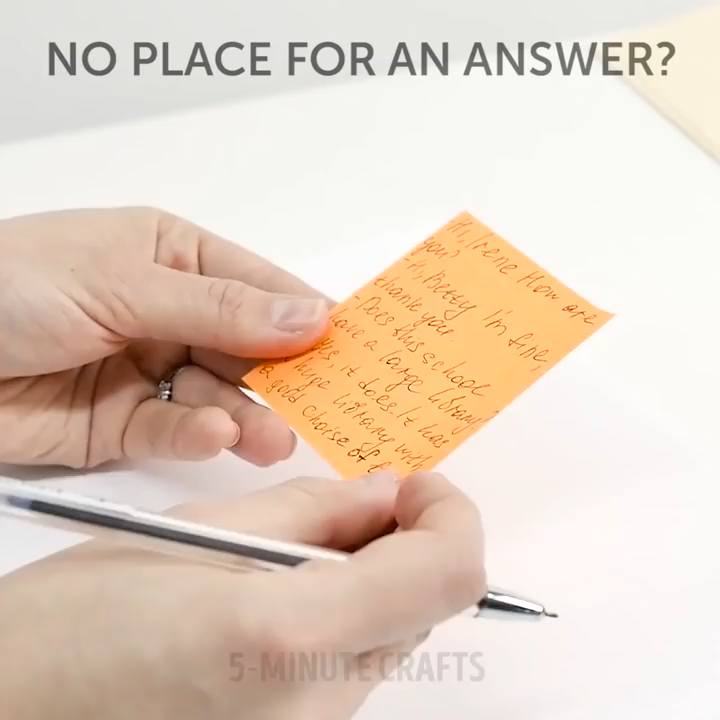 NO PLACE FOR AN ANSWER?
-Hi, Irene How are
you?
-Hi, Betty I'm fine,
thank you.
-Does this school
have a large library?
-Yes, it does. It has
a huge library with
a good choise of
5-MINUTE CRAFTS